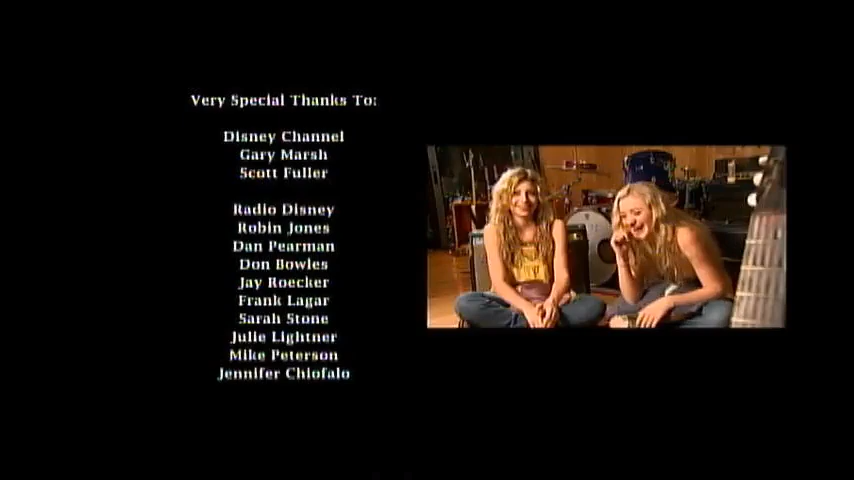 Very Special Thanks To:
Disney Channel
Gary Marsh
Scott Fuller
Radio Disney
Robin Jones
Dan Pearman
Don Bowles
Jay Roecker
Frank Lagar
Sarah Stone
Julie Lightner
Mike Peterson
Jennifer Chiofalo